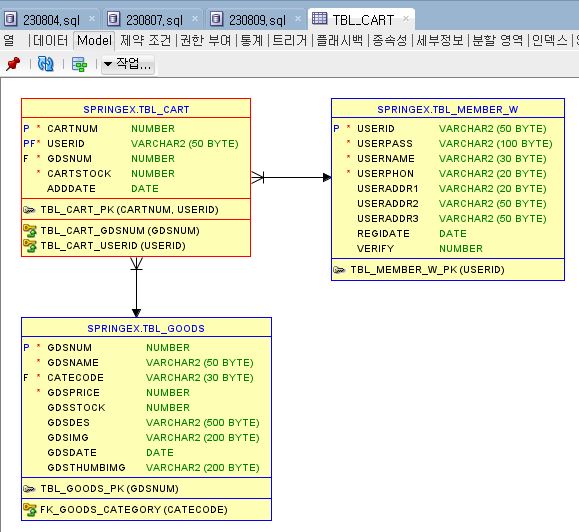 230804.sql 230807.sql 230809.sql TBL_CART
열 데이터 Model 제약 조건 권한 부여 통계 트리거 플래시백 종속성 세부정보 분할 영역 인덱스
작업...
SPRINGEX.TBL_CART
P * CARTNUM NUMBER
PF* USERID VARCHAR2 (50 BYTE)
F * GDSNUM NUMBER
* CARTSTOCK NUMBER
ADDDATE DATE
TBL_CART_PK (CARTNUM, USERID)
TBL_CART_GDSNUM (GDSNUM)
TBL_CART_USERID (USERID)
SPRINGEX.TBL_MEMBER_W
P * USERID VARCHAR2 (50 BYTE)
* USERPASS VARCHAR2 (100 BYTE)
* USERNAME VARCHAR2 (30 BYTE)
* USERPHON VARCHAR2 (20 BYTE)
USERADDR1 VARCHAR2 (20 BYTE)
USERADDR2 VARCHAR2 (50 BYTE)
USERADDR3 VARCHAR2 (50 BYTE)
REGIDATE DATE
VERIFY NUMBER
TBL_MEMBER_W_PK (USERID)
SPRINGEX.TBL_GOODS
P * GDSNUM NUMBER
* GDSNAME VARCHAR2 (50 BYTE)
F * CATECODE VARCHAR2 (30 BYTE)
* GDSPRICE NUMBER
GDSSTOCK NUMBER
GDSDES VARCHAR2 (500 BYTE)
GDSIMG VARCHAR2 (200 BYTE)
GDSDATE DATE
GDSTHUMBIMG VARCHAR2 (200 BYTE)
TBL_GOODS_PK (GDSNUM)
FK_GOODS_CATEGORY (CATECODE)